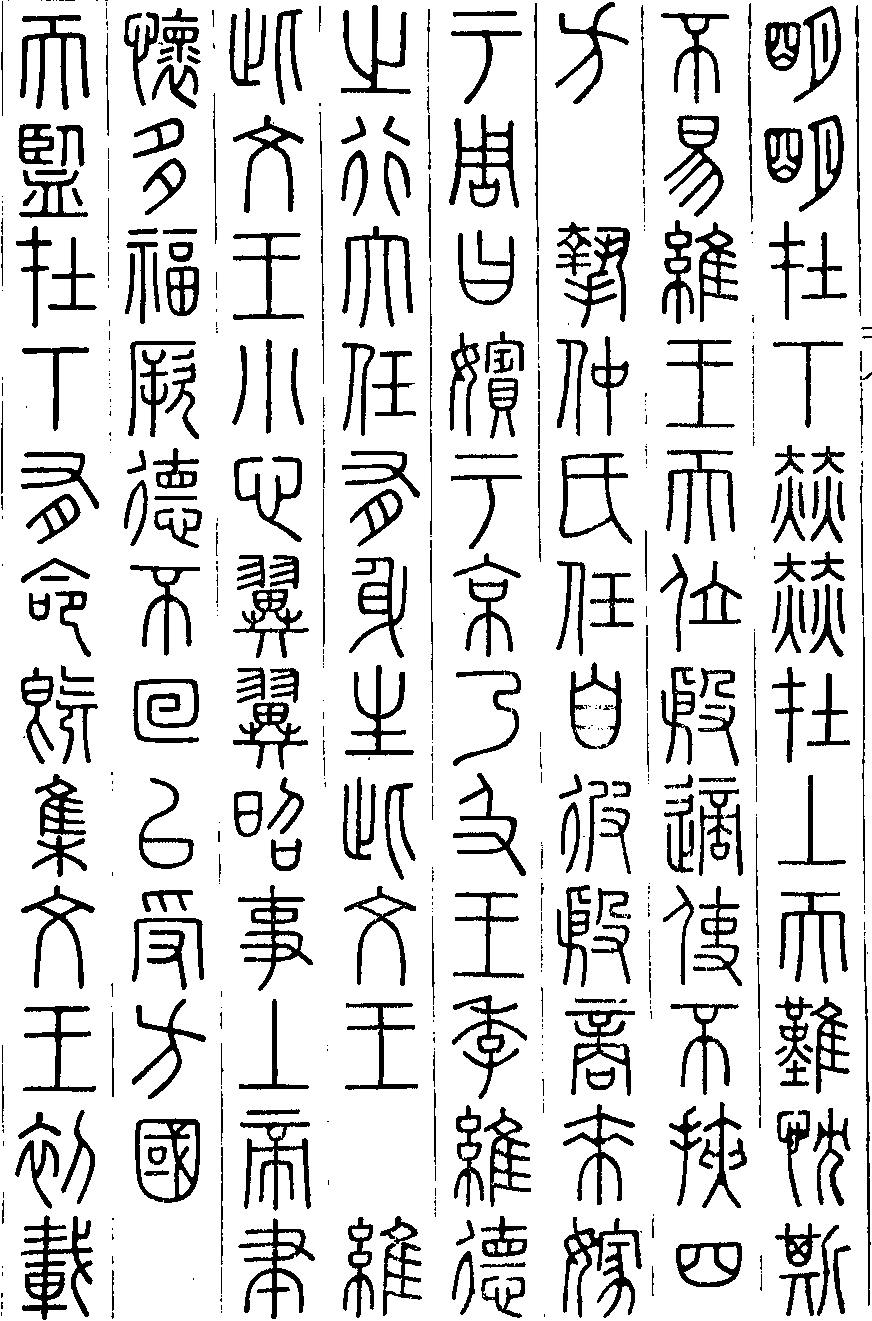 明明在下赫赫在上天難忱斯
不易維王天位殷適使不挾四
方　摯仲氏任自彼殷商來嫁
于周曰嬪于京乃及王季維德
之行大任有身生此文王　維
此文王小心翼翼昭事上帝聿
懷多福厥德不回以受方國
天監在下有命既集文王初載